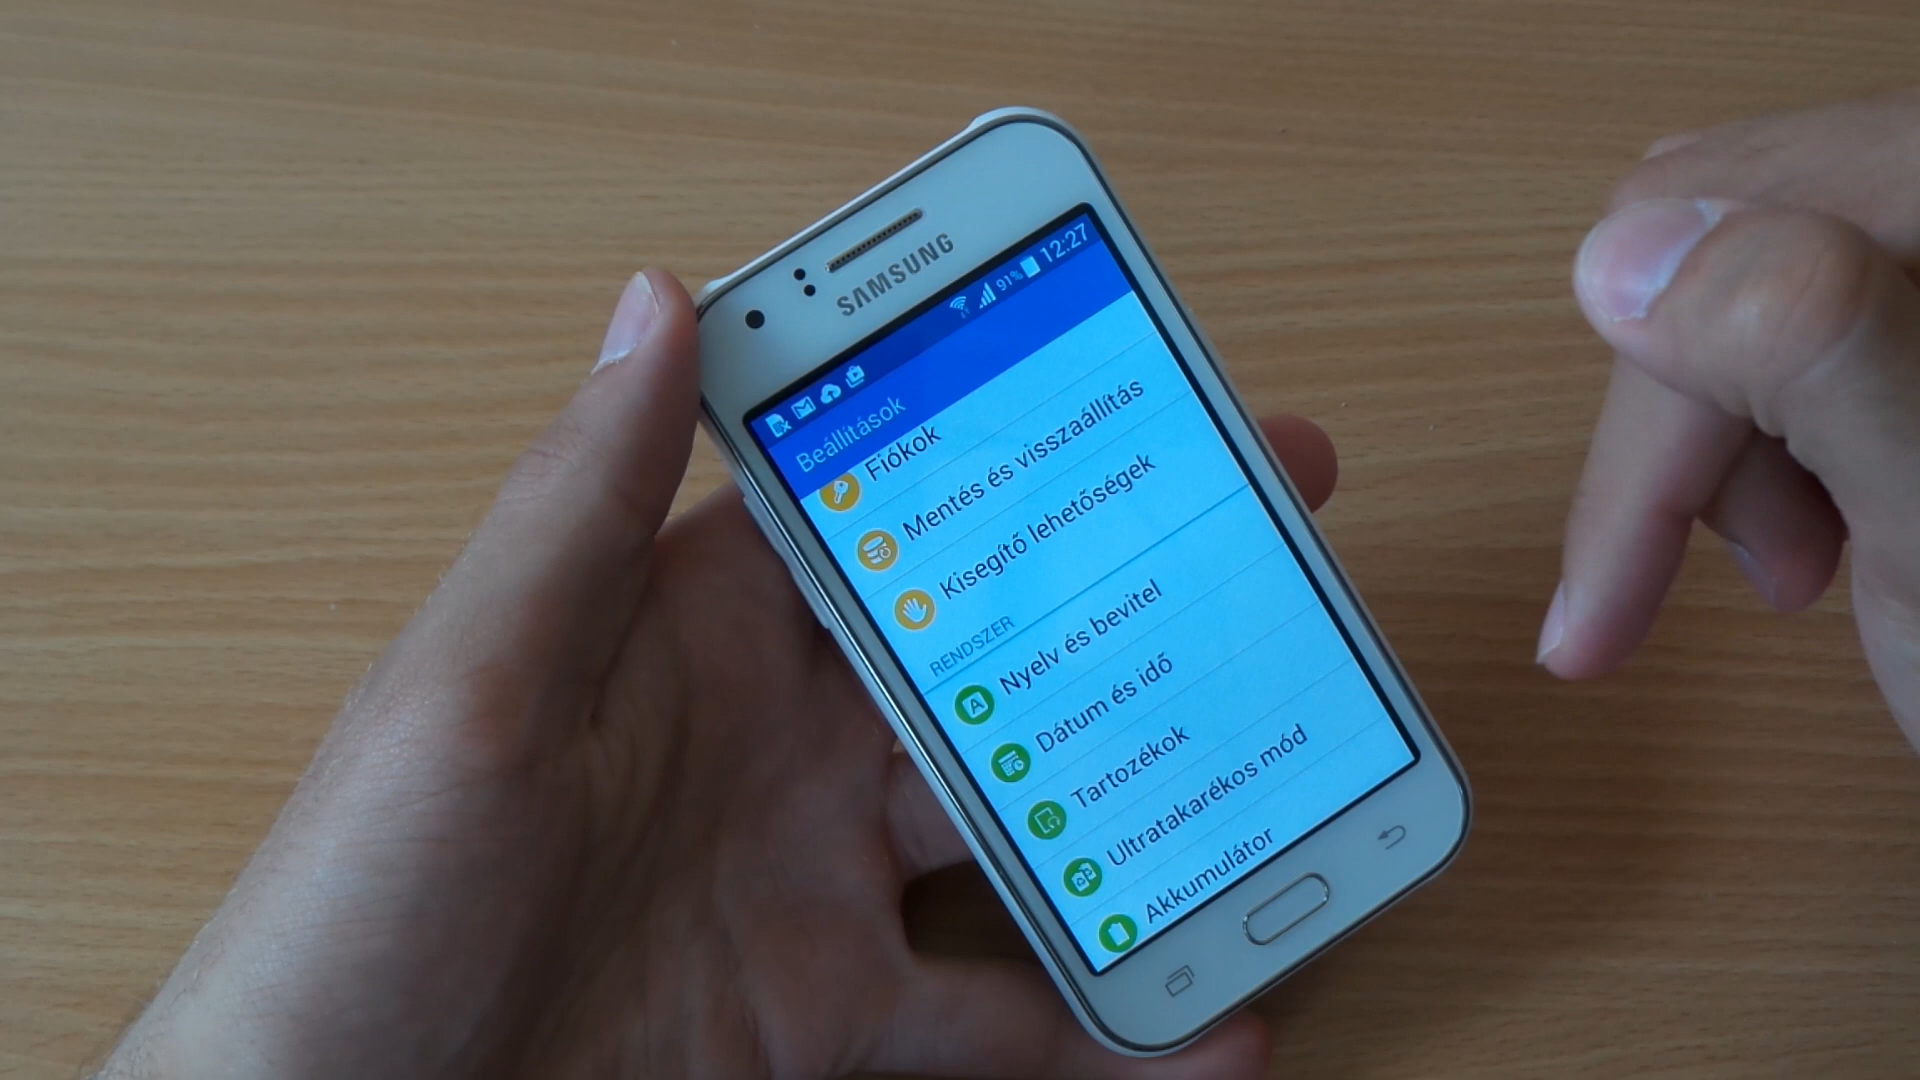 SAMSUNG
91% 12:27
Beállítások
Fiókok
Mentés és visszaállítás
Kisegítő lehetőségek
RENDSZER
Nyelv és bevitel
Dátum és idő
Tartozékok
Ultratakarékos mód
Akkumulátor